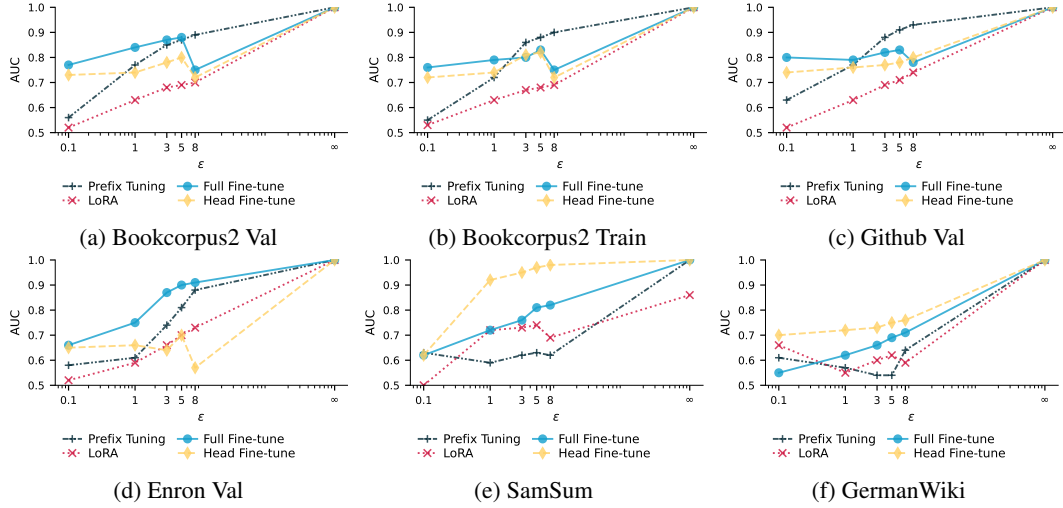 1.0
0.9
0.8
0.7
0.6
0.5
AUC
0.1 1 3 5 8 ∞
ε
Prefix Tuning Full Fine-tune
LoRA Head Fine-tune
(a) Bookcorpus2 Val
1.0
0.9
0.8
0.7
0.6
0.5
AUC
0.1 1 3 5 8 ∞
ε
Prefix Tuning Full Fine-tune
LoRA Head Fine-tune
(b) Bookcorpus2 Train
1.0
0.9
0.8
0.7
0.6
0.5
AUC
0.1 1 3 5 8 ∞
ε
Prefix Tuning Full Fine-tune
LoRA Head Fine-tune
(c) Github Val
1.0
0.9
0.8
0.7
0.6
0.5
AUC
0.1 1 3 5 8 ∞
ε
Prefix Tuning Full Fine-tune
LoRA Head Fine-tune
(d) Enron Val
1.0
0.9
0.8
0.7
0.6
0.5
AUC
0.1 1 3 5 8 ∞
ε
Prefix Tuning Full Fine-tune
LoRA Head Fine-tune
(e) SamSum
1.0
0.9
0.8
0.7
0.6
0.5
AUC
0.1 1 3 5 8 ∞
ε
Prefix Tuning Full Fine-tune
LoRA Head Fine-tune
(f) GermanWiki